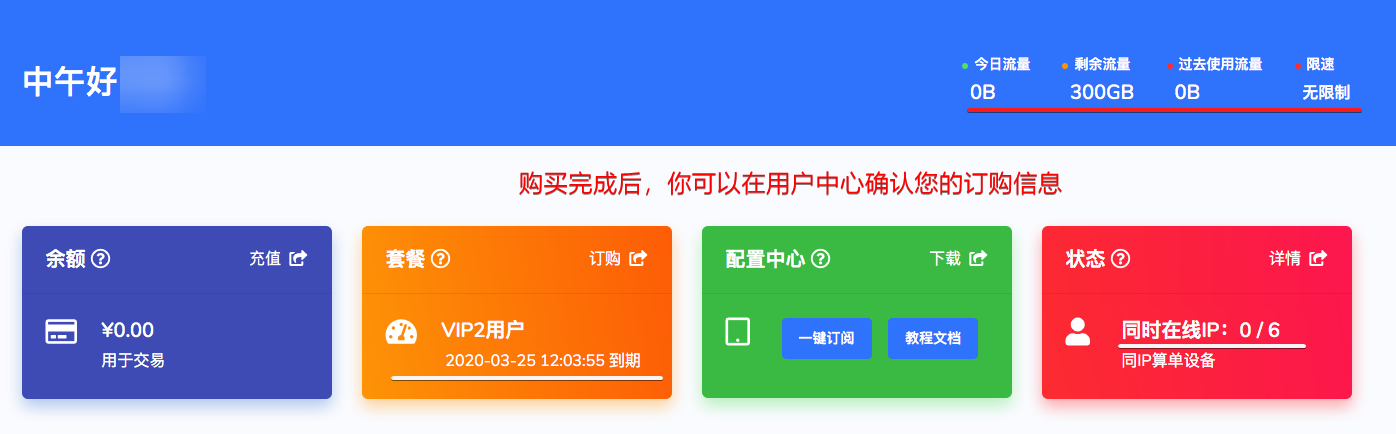 中午好
今日流量 剩余流量 过去使用流量 限速
0B 300GB 0B 无限制
购买完成后，你可以在用户中心确认您的订购信息
余额 充值
¥0.00
用于交易
套餐 订购
VIP2用户
2020-03-25 12:03:55 到期
配置中心 下载
一键订阅 教程文档
状态 详情
同时在线IP：0 / 6
同IP算单设备